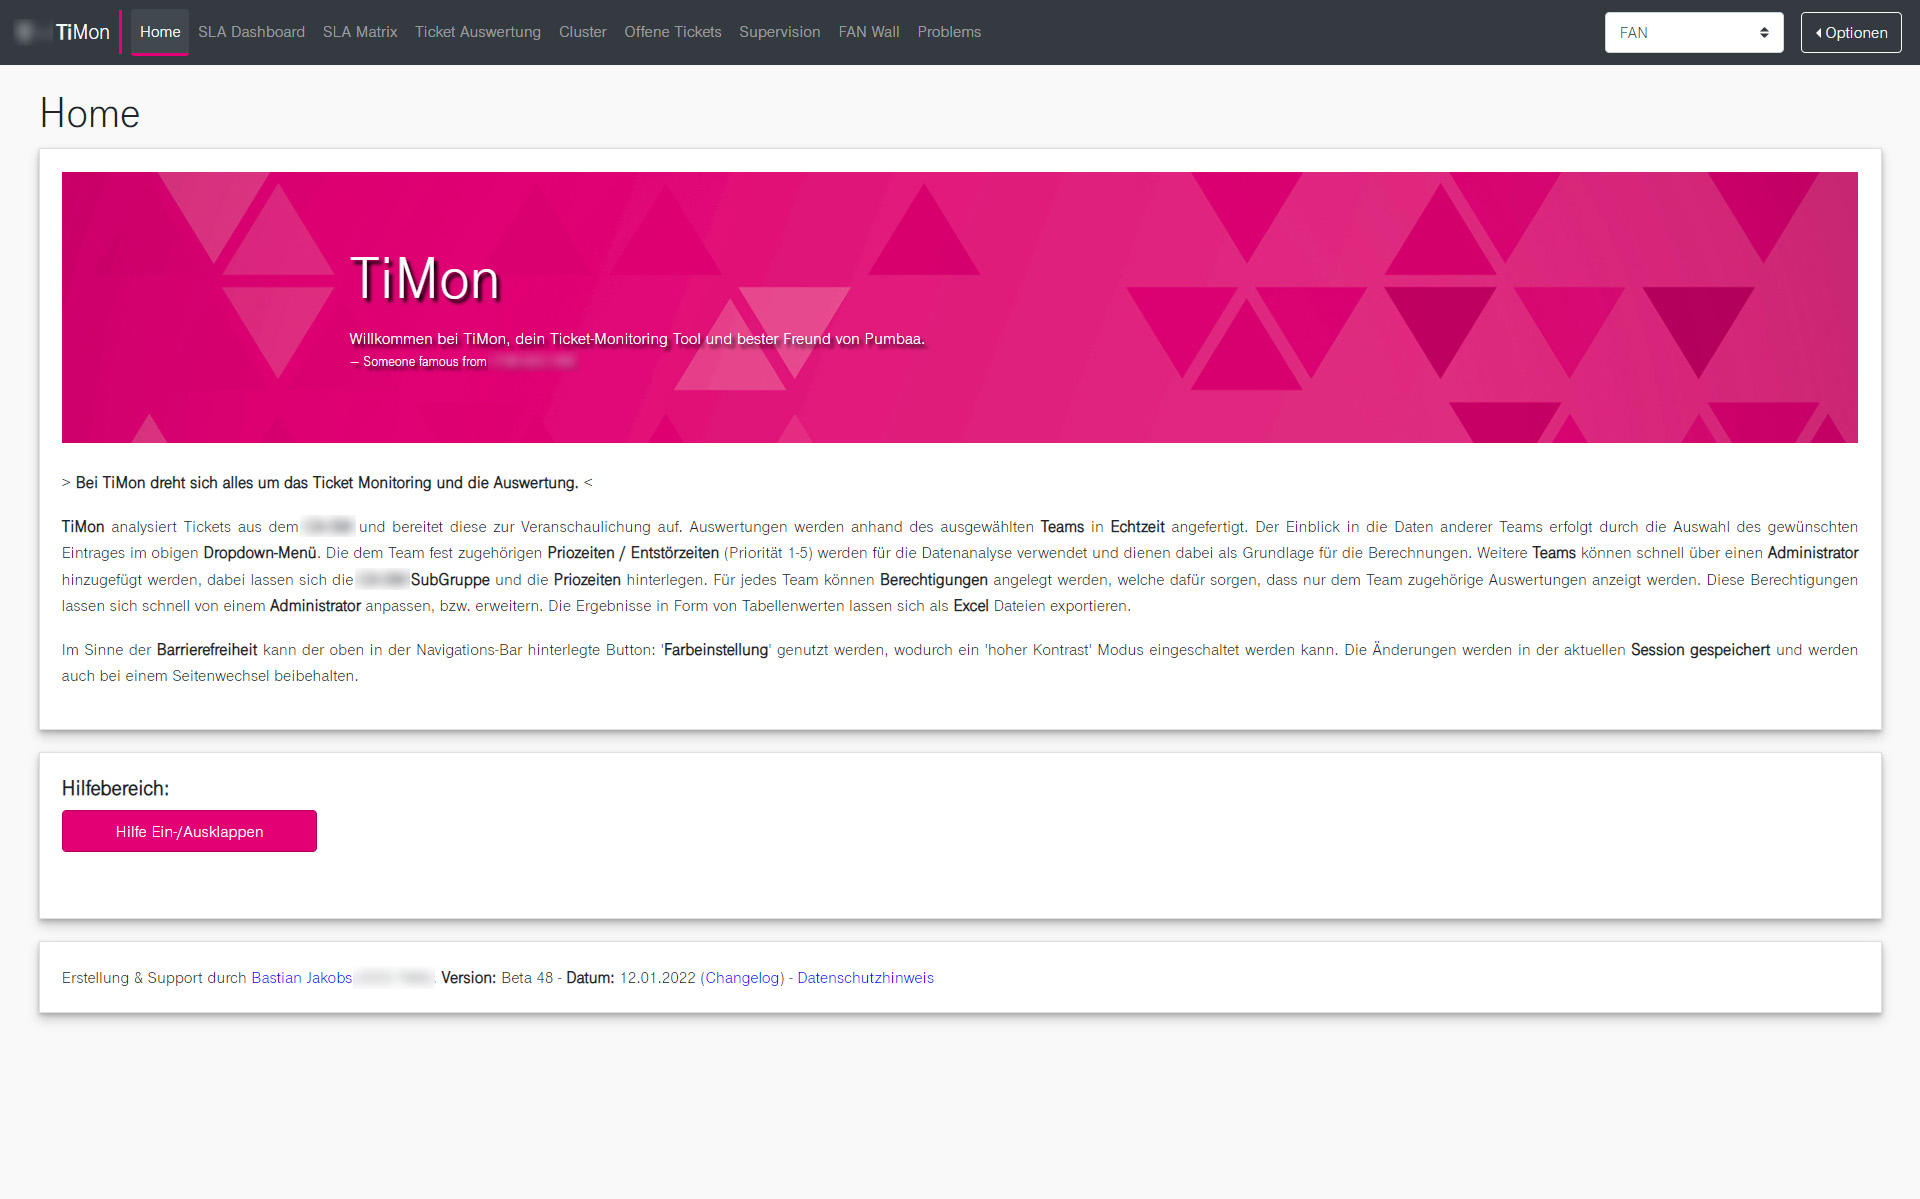 TiMon
Home
SLA Dashboard
SLA Matrix
Ticket Auswertung
Cluster
Offene Tickets
Supervision
FAN Wall
Problems
FAN
Optionen
Home
TiMon
Willkommen bei TiMon, dein Ticket-Monitoring Tool und bester Freund von Pumbaa.
— Someone famous from
> Bei TiMon dreht sich alles um das Ticket Monitoring und die Auswertung. <
TiMon analysiert Tickets aus dem und bereitet diese zur Veranschaulichung auf. Auswertungen werden anhand des ausgewählten Teams in Echtzeit angefertigt. Der Einblick in die Daten anderer Teams erfolgt durch die Auswahl des gewünschten
Eintrages im obigen Dropdown-Menü. Die dem Team fest zugehörigen Priozeiten / Entstörzeiten (Priorität 1-5) werden für die Datenanalyse verwendet und dienen dabei als Grundlage für die Berechnungen. Weitere Teams können schnell über einen Administrator
hinzugefügt werden, dabei lassen sich die SubGruppe und die Priozeiten hinterlegen. Für jedes Team können Berechtigungen angelegt werden, welche dafür sorgen, dass nur dem Team zugehörige Auswertungen anzeigt werden. Diese Berechtigungen
lassen sich schnell von einem Administrator anpassen, bzw. erweitern. Die Ergebnisse in Form von Tabellenwerten lassen sich als Excel Dateien exportieren.
Im Sinne der Barrierefreiheit kann der oben in der Navigations-Bar hinterlegte Button: 'Farbeinstellung' genutzt werden, wodurch ein 'hoher Kontrast' Modus eingeschaltet werden kann. Die Änderungen werden in der aktuellen Session gespeichert und werden
auch bei einem Seitenwechsel beibehalten.
Hilfebereich:
Hilfe Ein-/Ausklappen
Erstellung & Support durch Bastian Jakobs . Version: Beta 48 - Datum: 12.01.2022 (Changelog) - Datenschutzhinweis